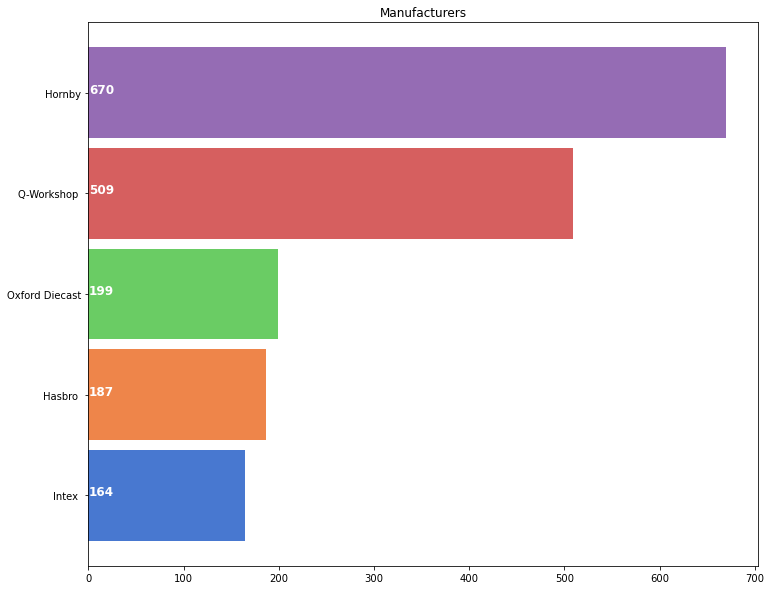 Manufacturers
Hornby
670
Q-Workshop
509
Oxford Diecast
199
Hasbro
187
Intex
164
0 100 200 300 400 500 600 700